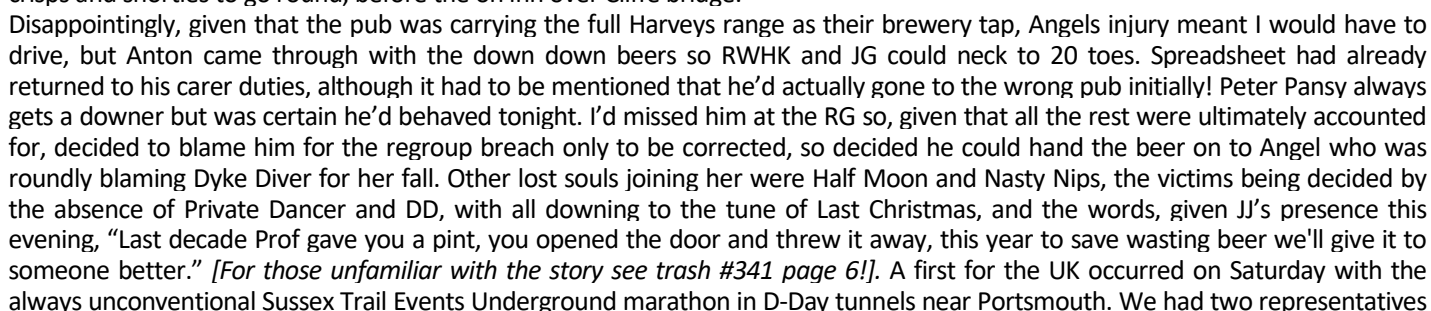 crisps and shorties to go round, before the on inn over Cliffe bridge.
Disappointingly, given that the pub was carrying the full Harveys range as their brewery tap, Angels injury meant I would have to
drive, but Anton came through with the down down beers so RWHK and JG could neck to 20 toes. Spreadsheet had already
returned to his carer duties, although it had to be mentioned that he’d actually gone to the wrong pub initially! Peter Pansy always
gets a downer but was certain he’d behaved tonight. I’d missed him at the RG so, given that all the rest were ultimately accounted
for, decided to blame him for the regroup breach only to be corrected, so decided he could hand the beer on to Angel who was
roundly blaming Dyke Diver for her fall. Other lost souls joining her were Half Moon and Nasty Nips, the victims being decided by
the absence of Private Dancer and DD, with all downing to the tune of Last Christmas, and the words, given JJ’s presence this
evening, “Last decade Prof gave you a pint, you opened the door and threw it away, this year to save wasting beer we'll give it to
someone better.” [For those unfamiliar with the story see trash #341 page 6!]. A first for the UK occurred on Saturday with the
always unconventional Sussex Trail Events Underground marathon in D-Day tunnels near Portsmouth. We had two representatives